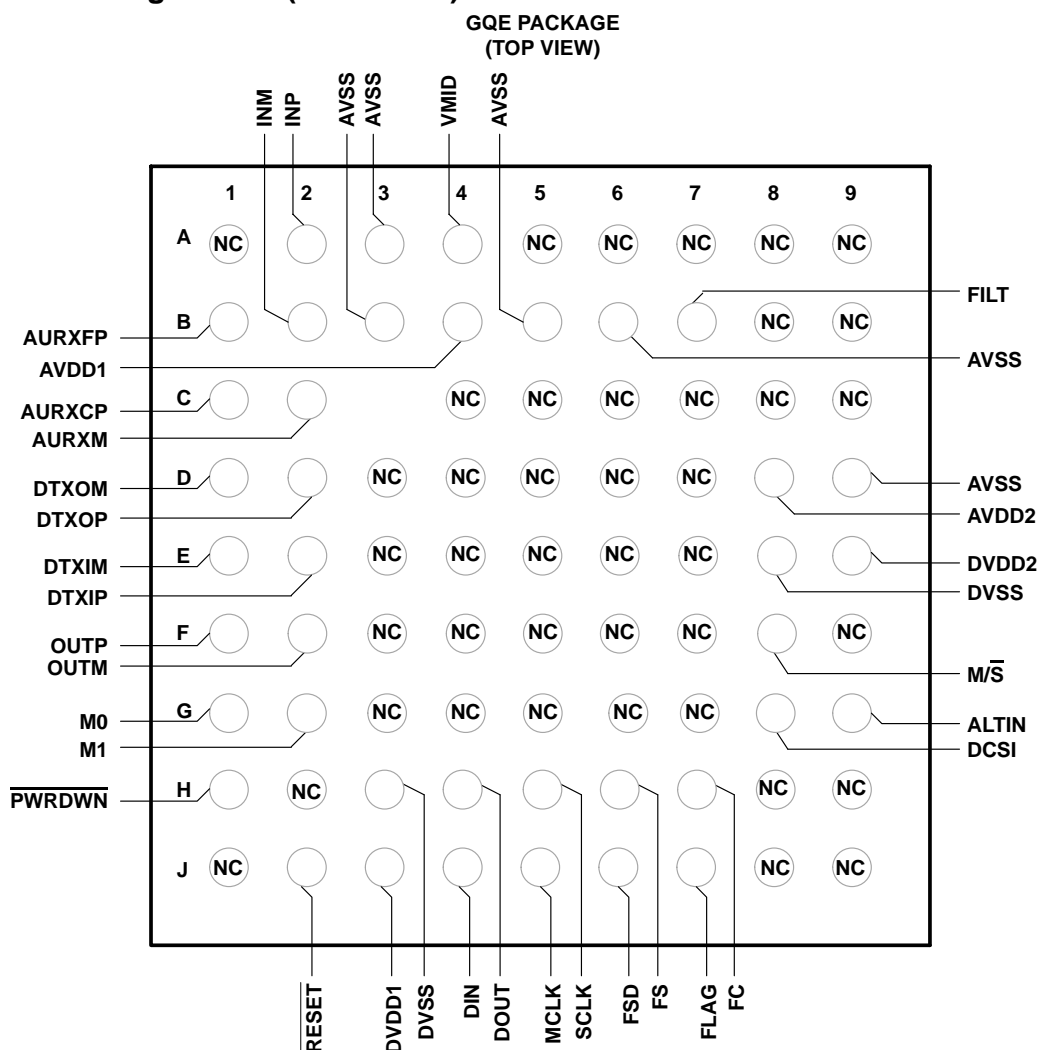 GQE PACKAGE
(TOP VIEW)
INM
INP
AVSS
AVSS
VMID
AVSS
1 2 3 4 5 6 7 8 9
A NC NC NC NC NC NC
B NC NC
C NC NC NC NC NC NC
D NC NC NC NC NC
E NC NC NC NC NC
F NC NC NC NC NC NC
G NC NC NC NC NC
H NC NC NC
J NC NC NC
AURXFP
AVDD1
AURXCP
AURXM
DTXOM
DTXOP
DTXIM
DTXIP
OUTP
OUTM
M0
M1
PWRDWN
FILT
AVSS
AVSS
AVDD2
DVDD2
DVSS
M/S
ALTIN
DCSI
RESET
DVDD1
DVSS
DIN
DOUT
MCLK
SCLK
FSD
FS
FLAG
FC